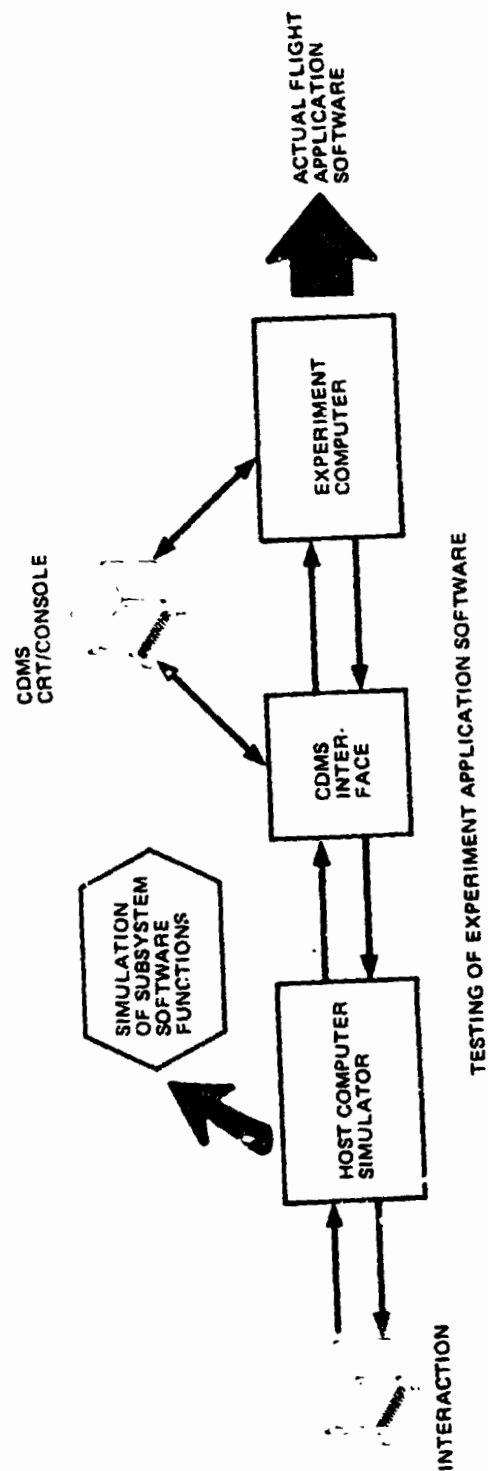 CDMS
CRT/CONSOLE
SIMULATION
OF SUBSYSTEM
SOFTWARE
FUNCTIONS
ACTUAL FLIGHT
APPLICATION
SOFTWARE
HOST COMPUTER
SIMULATOR
CDMS
INTER-
FACE
EXPERIMENT
COMPUTER
INTERACTION
TESTING OF EXPERIMENT APPLICATION SOFTWARE